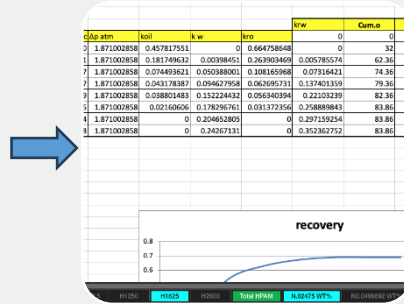 krw Cum.o
c Δp atm koil k w kro 0 0
1.871002858 0.457817551 0 0.664758648 0 32
1 1.871002858 0.181749632 0.00398451 0.263903469 0.005785574 62.36
7 1.871002858 0.074493621 0.050388001 0.108165968 0.07316421 74.36
7 1.871002858 0.043178387 0.094627958 0.062695731 0.137401359 79.36
9 1.871002858 0.038801483 0.152224432 0.056340394 0.22103239 82.36
5 1.871002858 0.02160606 0.178296761 0.031372356 0.258889843 83.86
1.871002858 0 0.204652805 0 0.297159254 83.86
8 1.871002858 0 0.24267131 0 0.352362752 83.86
recovery
0.8
0.7
0.6
H1250 H1625 H2000 Total HPAM N.02475 WT%